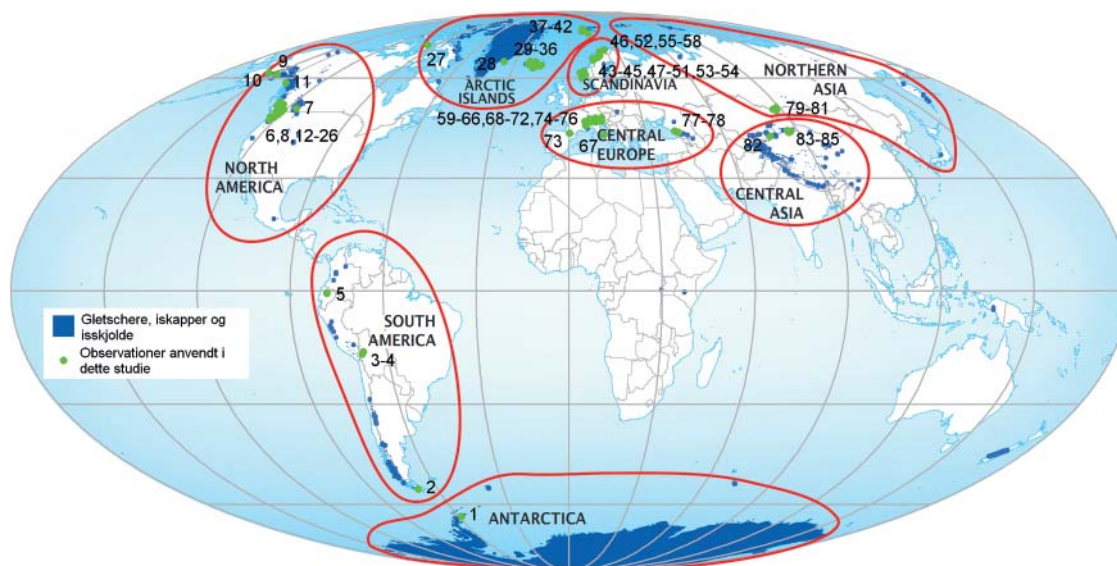 37-42
46,52,55-58
9
29-36
27
28
10
11
ARCTIC
ISLANDS
43-45,47-51,53-54
SCANDINAVIA
NORTHERN
ASIA
7
79-81
59-66,68-72,74-76
77-78
6,8,12-26
73
67
CENTRAL
EUROPE
82
83-85
NORTH
AMERICA
CENTRAL
ASIA
5
Gletschere, iskapper og
isskjolde
Observationer anvendt i
dette studie
SOUTH
AMERICA
3-4
2
1
ANTARCTICA